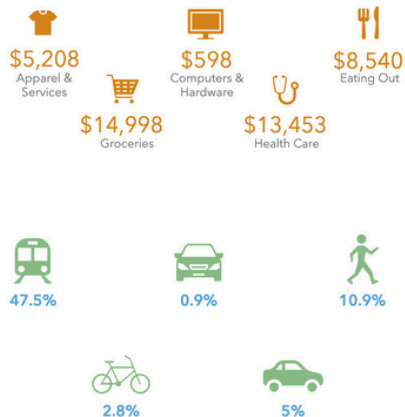 $5,208
Apparel &
Services
$598
Computers &
Hardware
$8,540
Eating Out
$14,998
Groceries
$13,453
Health Care
47.5%
0.9%
10.9%
2.8%
5%